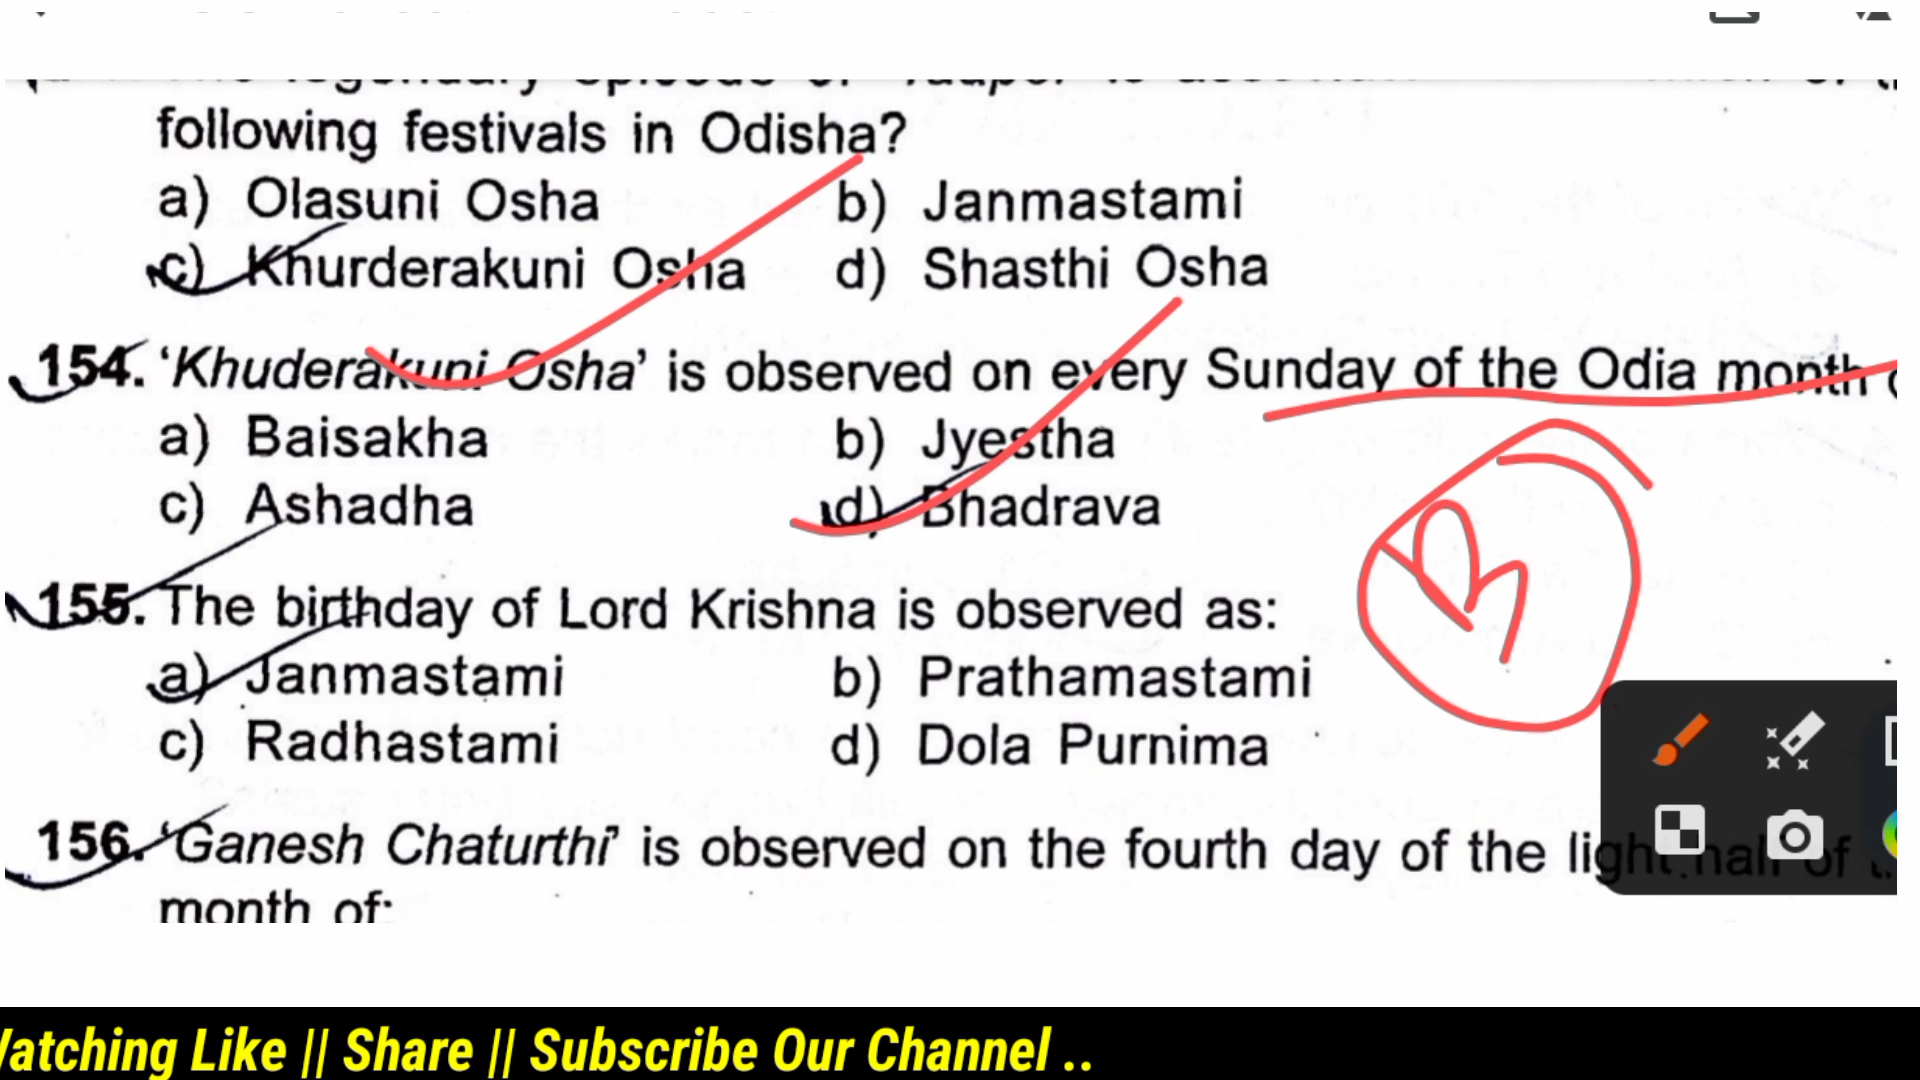 following festivals in Odisha?
a) Olasuni Osha b) Janmastami
c) Khurderakuni Osha d) Shasthi Osha
154. ‘Khuderakuni Osha’ is observed on every Sunday of the Odia month
a) Baisakha b) Jyestha
c) Ashadha d) Bhadrava
155. The birthday of Lord Krishna is observed as:
a) Janmastami b) Prathamastami
c) Radhastami d) Dola Purnima
156. ‘Ganesh Chaturthi’ is observed on the fourth day of the light half of
month of:
Watching Like || Share || Subscribe Our Channel ..